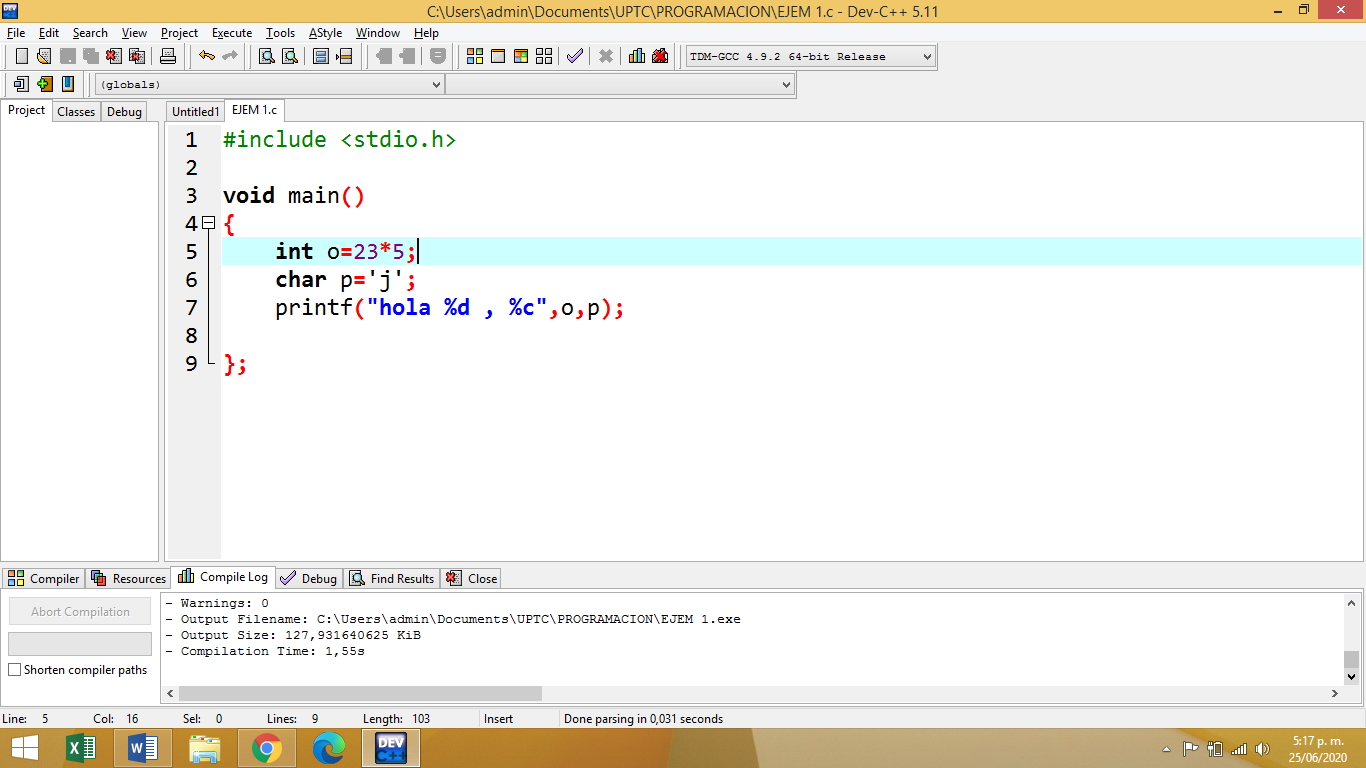 C:\Users\admin\Documents\UPTC\PROGRAMACION\EJEM 1.c - Dev-C++ 5.11
File Edit Search View Project Execute Tools AStyle Window Help
TDM-GCC 4.9.2 64-bit Release
(globals)
Project Classes Debug Untitled1 EJEM 1.c
1 #include <stdio.h>
2
3 void main()
4 {
5 int o=23*5;
6 char p='j';
7 printf("hola %d , %c",o,p);
8
9 };
Compiler Resources Compile Log Debug Find Results Close
Abort Compilation
Shorten compiler paths
- Warnings: 0
- Output Filename: C:\Users\admin\Documents\UPTC\PROGRAMACION\EJEM 1.exe
- Output Size: 127,931640625 KiB
- Compilation Time: 1,55s
Line: 5 Col: 16 Sel: 0 Lines: 9 Length: 103 Insert Done parsing in 0,031 seconds
DEV C++
5:17 p. m.
25/06/2020